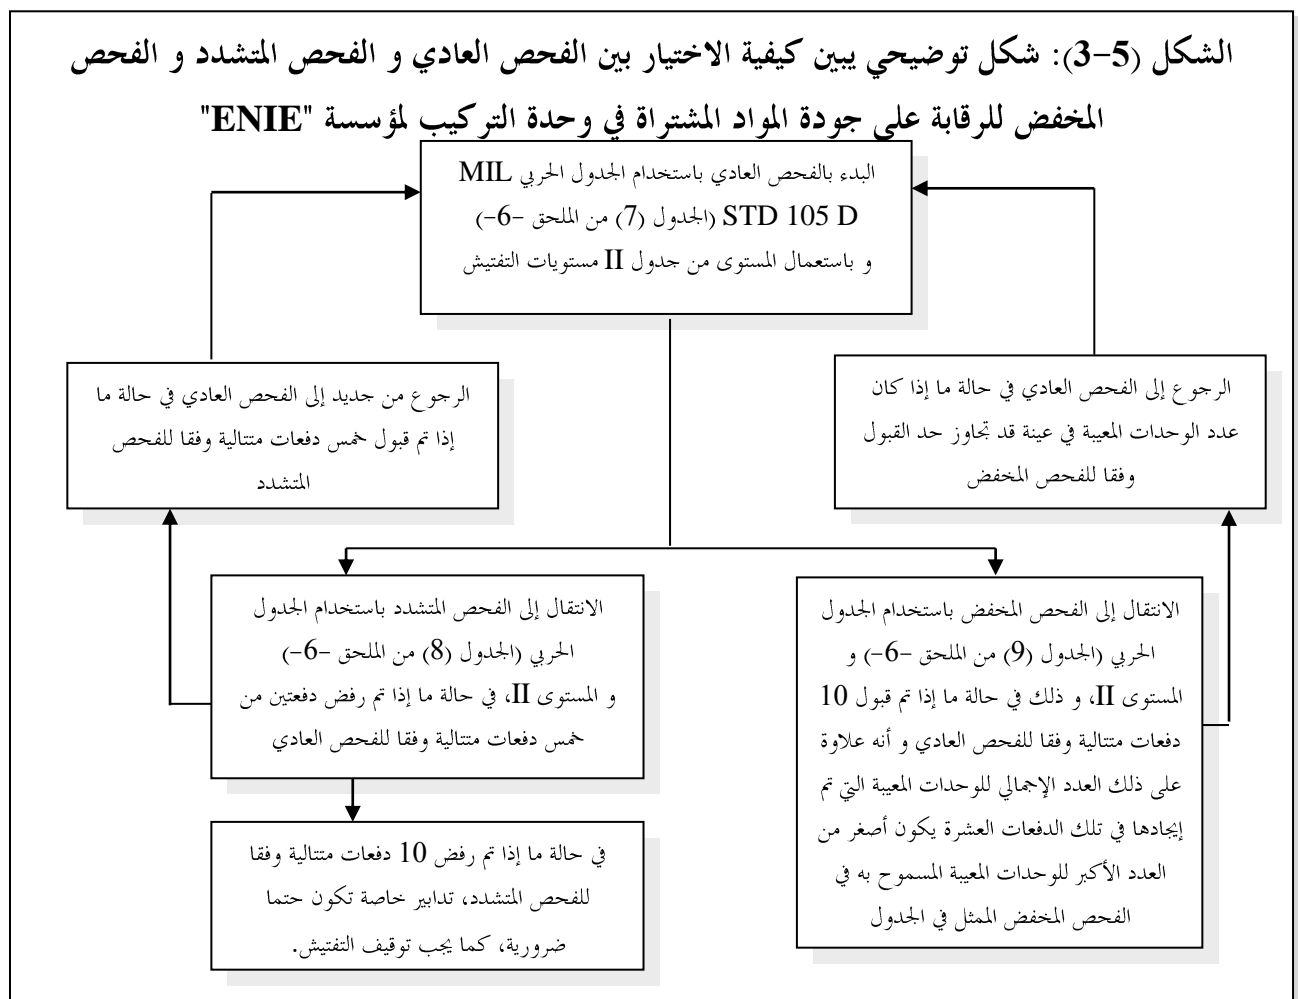 الشكل (5-3): شكل توضيحي يبين كيفية الاختيار بين الفحص العادي و الفحص المتشدد و الفحص
المخفض للرقابة على جودة المواد المشتراة في وحدة التركيب لمؤسسة "ENIE"
البدء بالفحص العادي باستخدام الجدول الحربي MIL
STD 105 D (الجدول (7) من الملحق -6-)
و باستعمال المستوى من جدول II مستويات التفتيش
الرجوع إلى الفحص العادي في حالة ما إذا كان
عدد الوحدات المعيبة في عينة قد تجاوز حد القبول
وفقا للفحص المخفض
الرجوع من جديد إلى الفحص العادي في حالة ما
إذا تم قبول خمس دفعات متتالية وفقا للفحص
المتشدد
الانتقال إلى الفحص المخفض باستخدام الجدول
الحربي (الجدول (9) من الملحق -6-) و
المستوى II، و ذلك في حالة ما إذا تم قبول 10
دفعات متتالية وفقا للفحص العادي و أنه علاوة
على ذلك العدد الإجمالي للوحدات المعيبة التي تم
إيجادها في تلك الدفعات العشرة يكون أصغر من
العدد الأكبر للوحدات المعيبة المسموح به في
الفحص المخفض الممثل في الجدول
الانتقال إلى الفحص المتشدد باستخدام الجدول
الحربي (الجدول (8) من الملحق -6-)
و المستوى II، في حالة ما إذا تم رفض دفعتين من
خمس دفعات متتالية وفقا للفحص العادي
في حالة ما إذا تم رفض 10 دفعات متتالية وفقا
للفحص المتشدد، تدابير خاصة تكون حتما
ضرورية، كما يجب توقيف التفتيش.